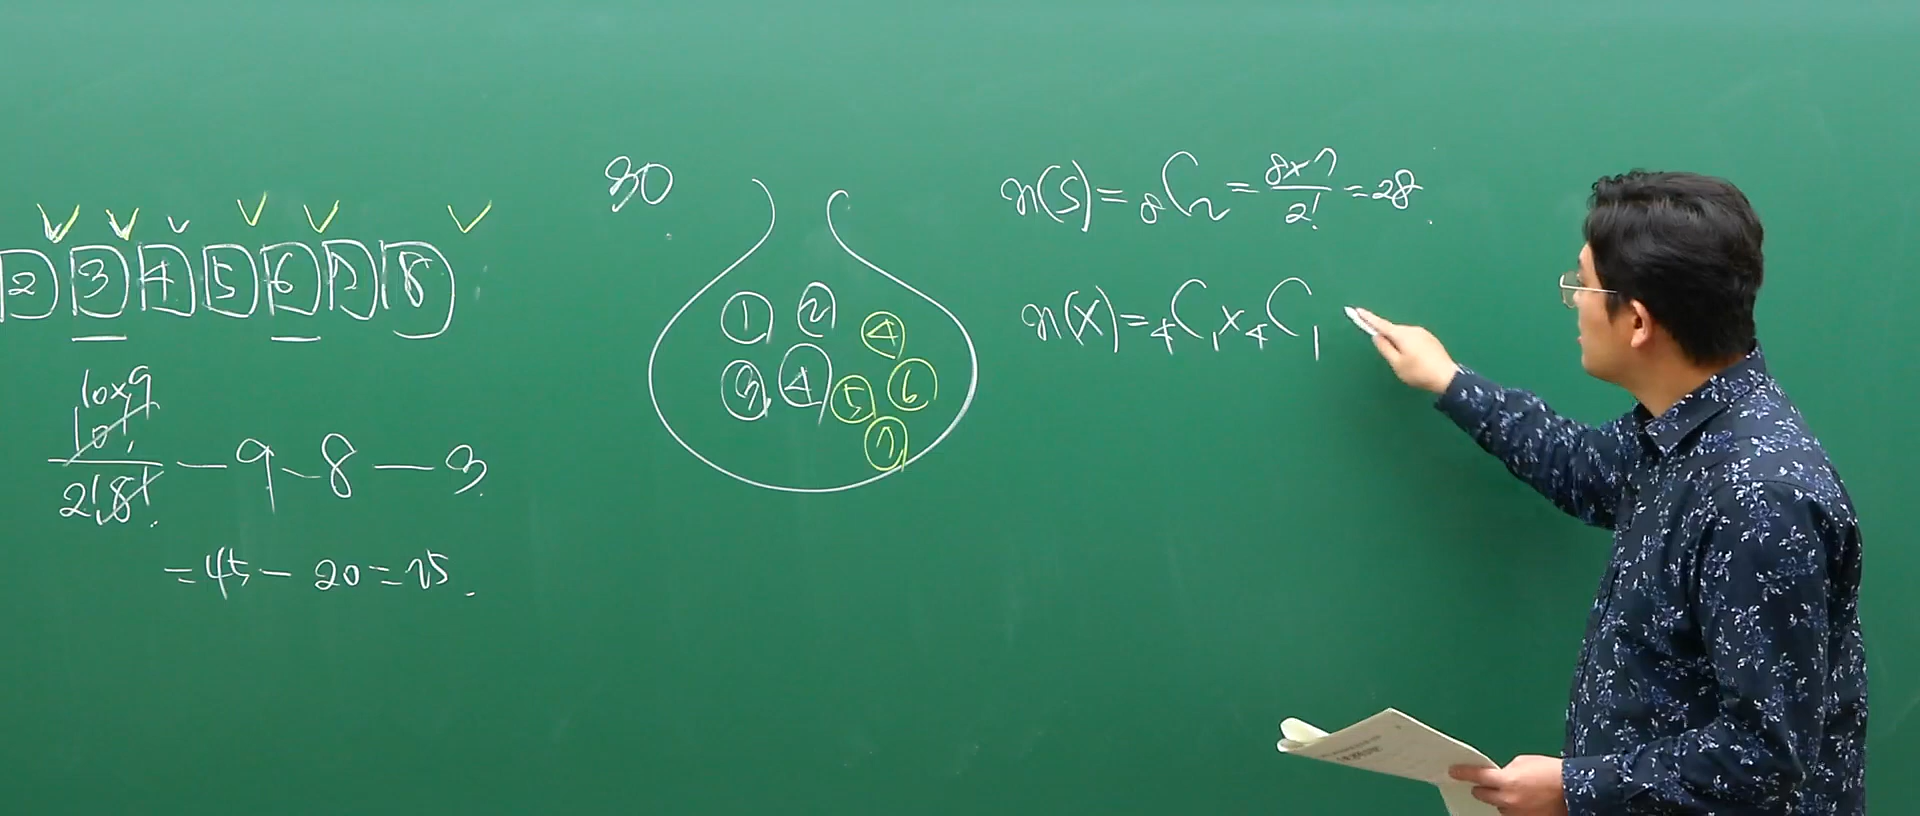 2 3 4 5 6 7 8
10×9
10!
2!8! - 9 - 8 - 3
= 45 - 20 = 25
30
1 2 4
3 4 5 6
7
n(S) = ₈C₂ = 8×7/2! = 28
n(X) = ₄C₁ × ₄C₁